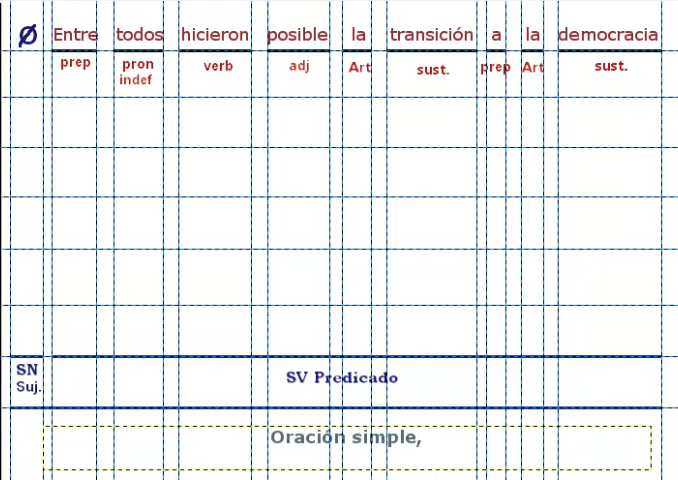 Ø Entre todos hicieron posible la transición a la democracia
prep pron indef verb adj Art sust. prep Art sust.
SN Suj. SV Predicado
Oración simple,